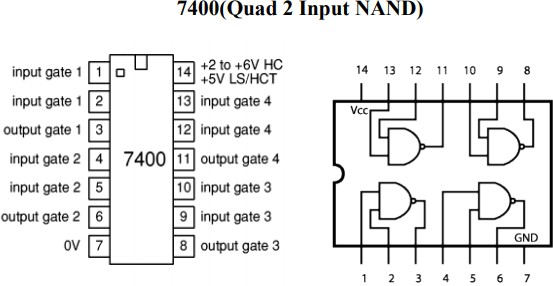 7400(Quad 2 Input NAND)
input gate 1 1 14 +2 to +6V HC
+5V LS/HCT
input gate 1 2 13 input gate 4
output gate 1 3 12 input gate 4
input gate 2 4 7400 11 output gate 4
input gate 2 5 10 input gate 3
output gate 2 6 9 input gate 3
0V 7 8 output gate 3
14 13 12 11 10 9 8
Vcc
GND
1 2 3 4 5 6 7